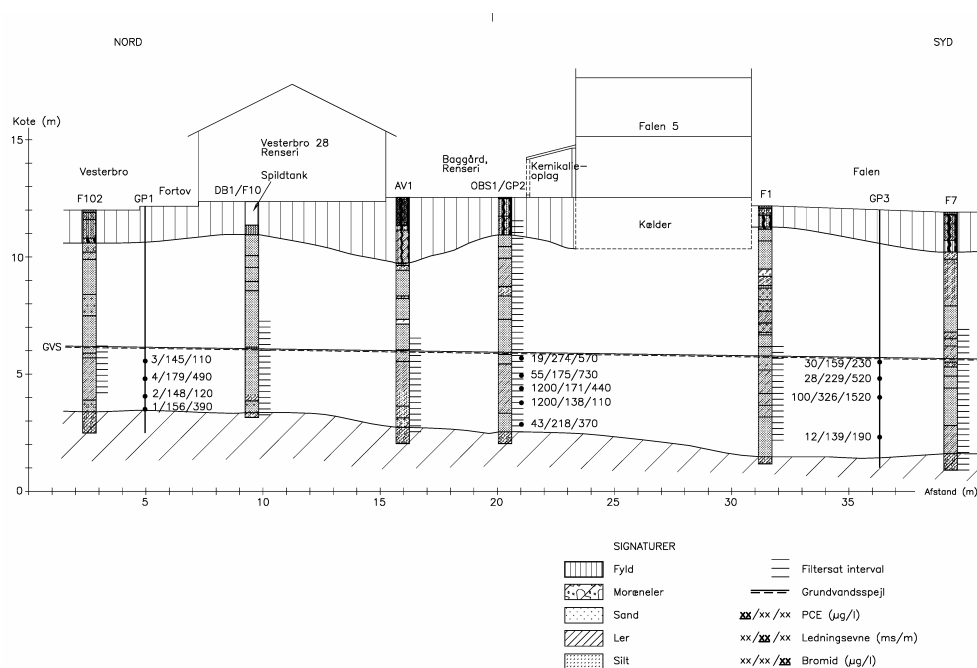 NORD
SYD
Kote (m)
15
10
5
0
GVS
Vesterbro
Fortov
Vesterbro 28
Renseri
Spildtank
Baggård,
Renseri
Kemikalie-
oplag
Falen 5
Kælder
Falen
F102
GP1
DB1/F10
AV1
OBS1/GP2
F1
GP3
F7
3/145/110
4/179/490
2/148/120
1/156/390
19/274/570
55/175/730
1200/171/440
1200/138/110
43/218/370
30/159/230
28/229/520
100/326/1520
12/139/190
0
5
10
15
20
25
30
35
Afstand (m)
SIGNATURER
Fyld
Moræneler
Sand
Ler
Silt
Filtersat interval
Grundvandsspejl
xx/xx/xx PCE (µg/l)
xx/xx/xx Ledningsevne (ms/m)
xx/xx/xx Bromid (µg/l)